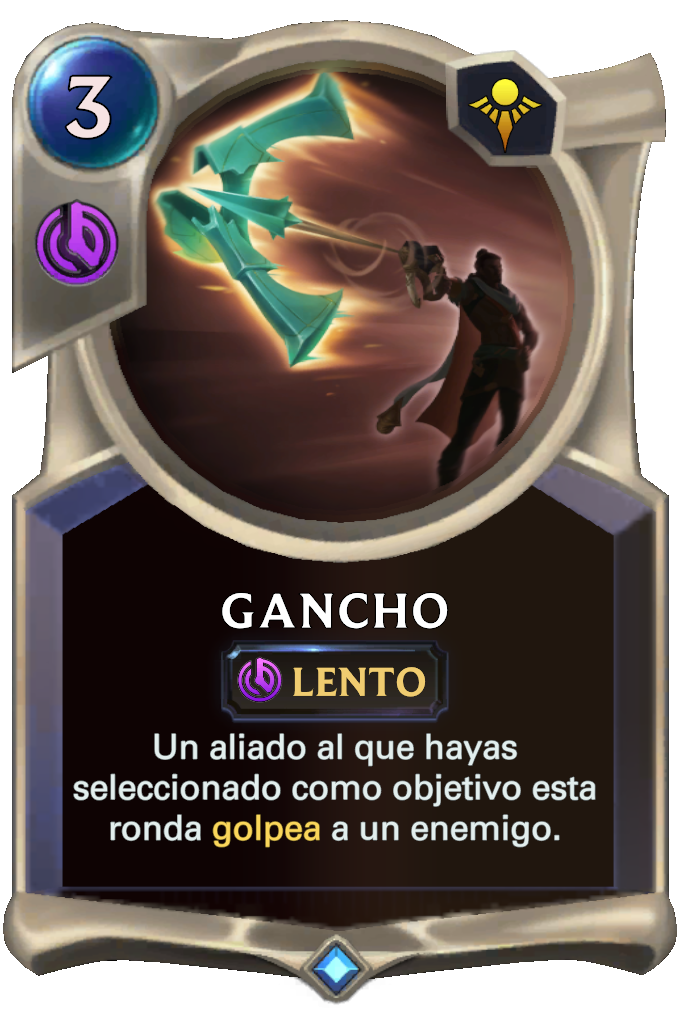 3
GANCHO
LENTO
Un aliado al que hayas
seleccionado como objetivo esta
ronda golpea a un enemigo.